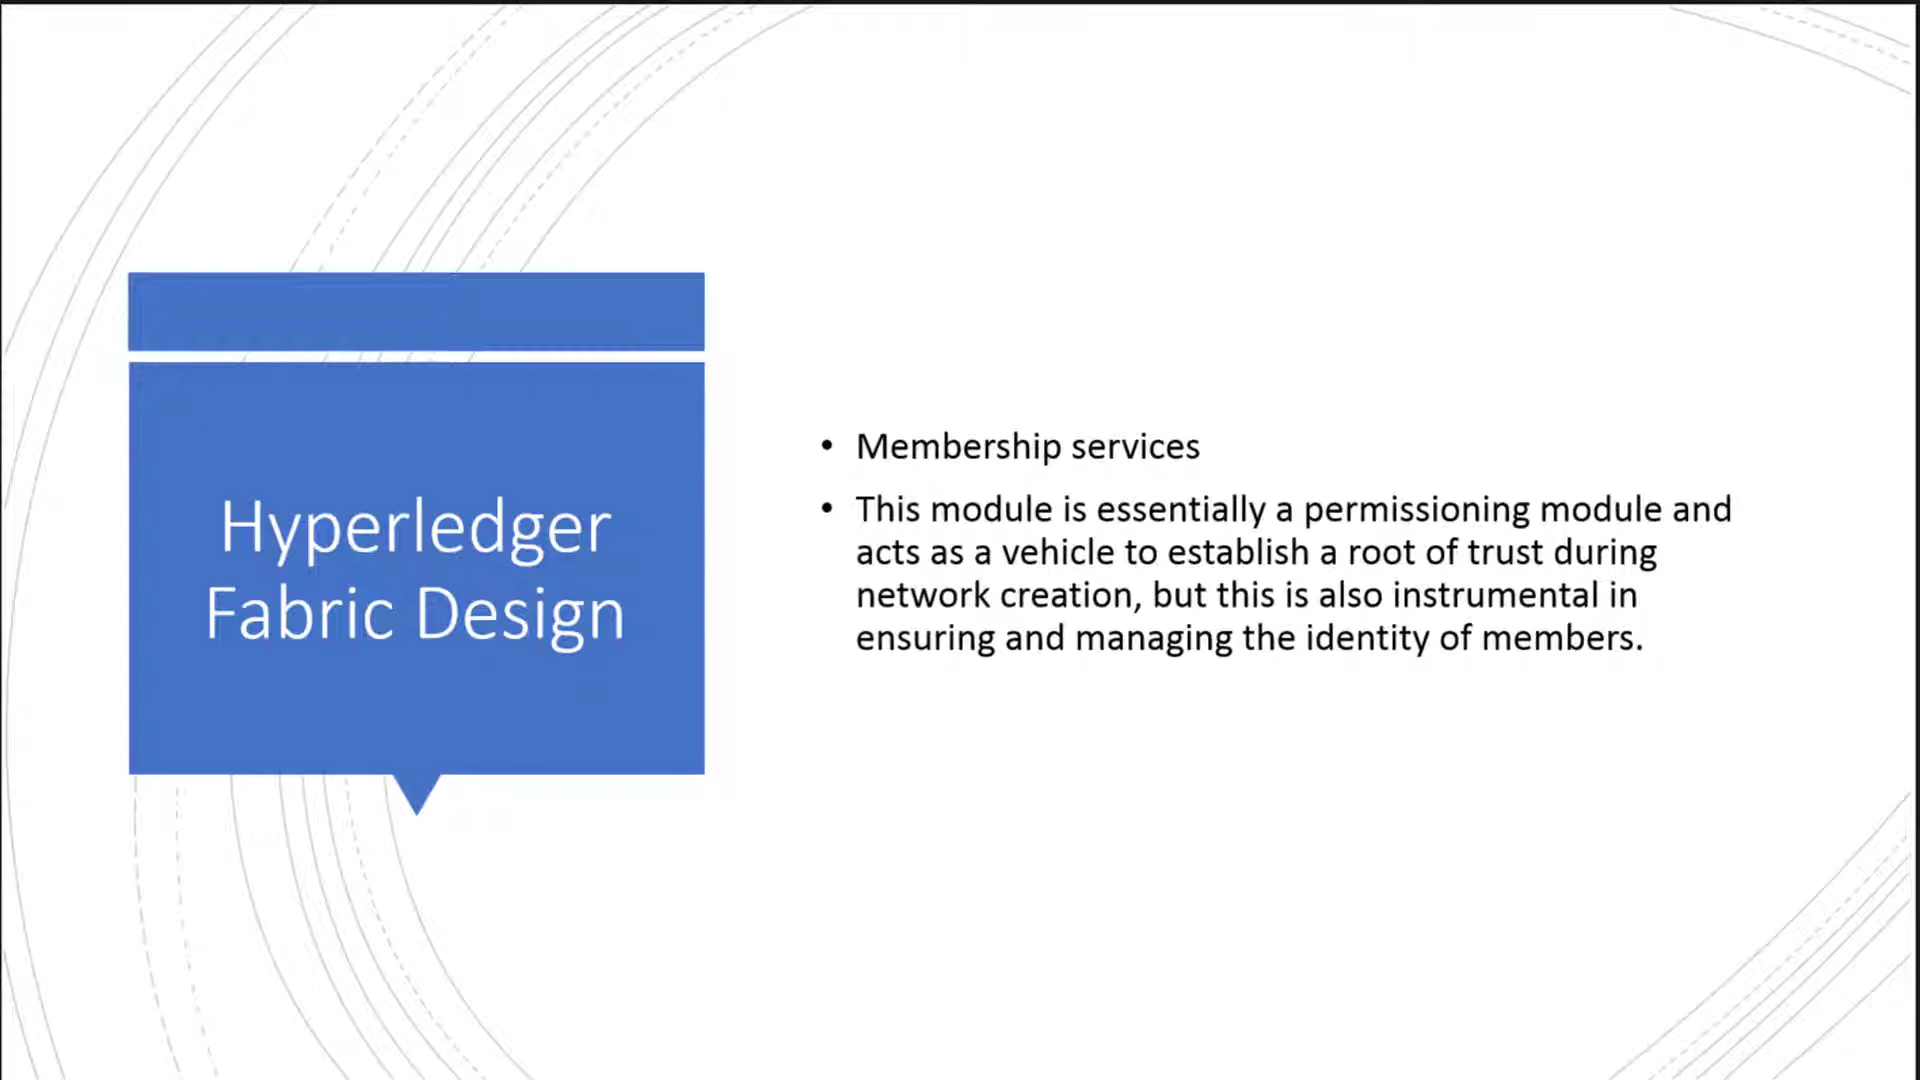 Hyperledger
Fabric Design
• Membership services
• This module is essentially a permissioning module and
acts as a vehicle to establish a root of trust during
network creation, but this is also instrumental in
ensuring and managing the identity of members.